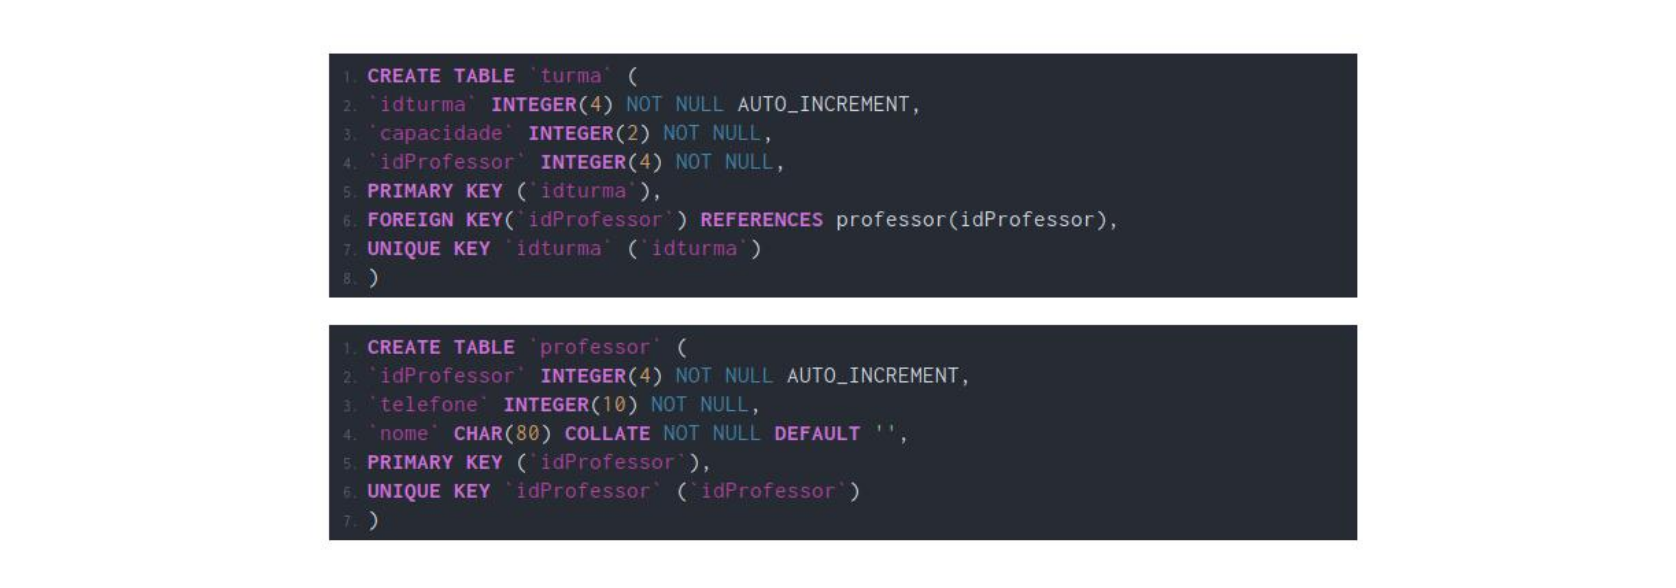 1. CREATE TABLE `turma` (
2. `idturma` INTEGER(4) NOT NULL AUTO_INCREMENT,
3. `capacidade` INTEGER(2) NOT NULL,
4. `idProfessor` INTEGER(4) NOT NULL,
5. PRIMARY KEY (`idturma`),
6. FOREIGN KEY(`idProfessor`) REFERENCES professor(idProfessor),
7. UNIQUE KEY `idturma` (`idturma`)
8. )
1. CREATE TABLE `professor` (
2. `idProfessor` INTEGER(4) NOT NULL AUTO_INCREMENT,
3. `telefone` INTEGER(10) NOT NULL,
4. `nome` CHAR(80) COLLATE NOT NULL DEFAULT '',
5. PRIMARY KEY (`idProfessor`),
6. UNIQUE KEY `idProfessor` (`idProfessor`)
7. )